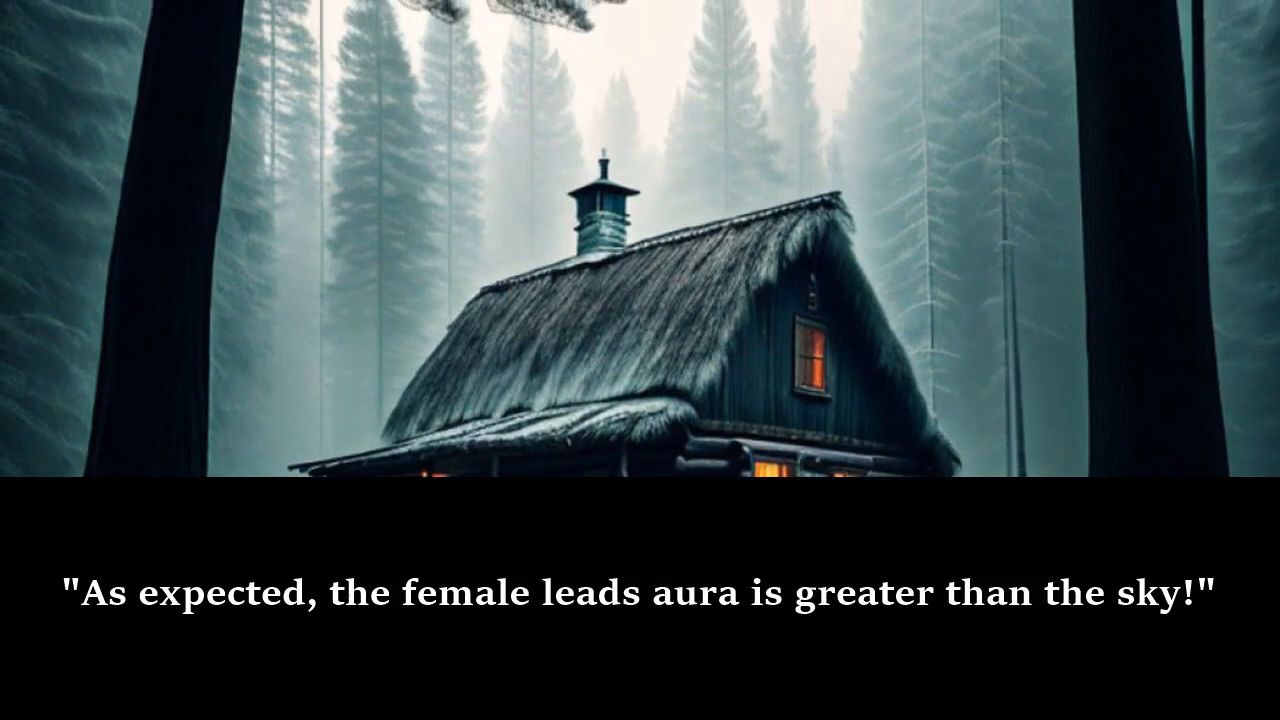 "As expected, the female leads aura is greater than the sky!"